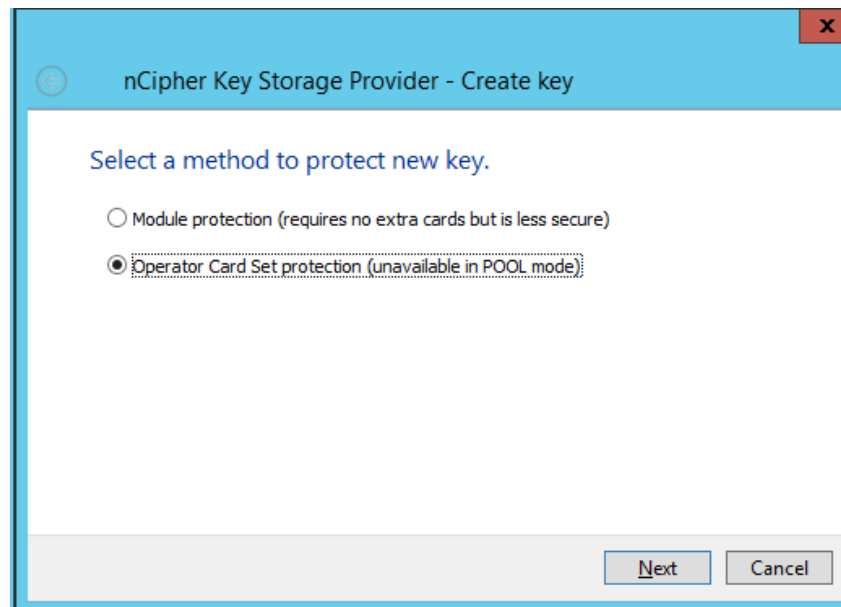 x
nCipher Key Storage Provider - Create key
Select a method to protect new key.
Module protection (requires no extra cards but is less secure)
Operator Card Set protection (unavailable in POOL mode)
Next
Cancel